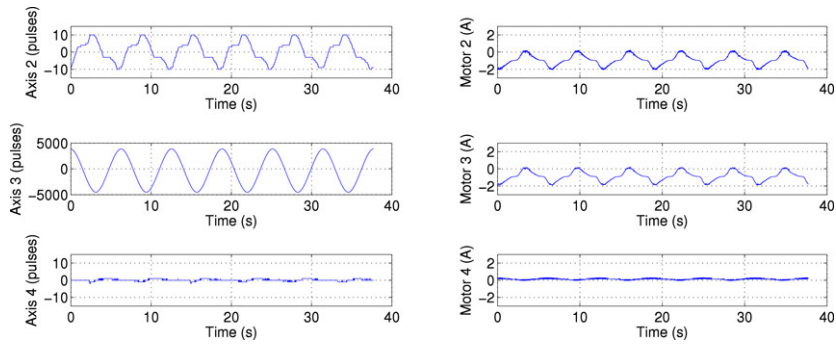 Axis 2 (pulses)
10
0
−10
0 10 20 30 40
Time (s)
Motor 2 (A)
2
0
−2
0 10 20 30 40
Time (s)
Axis 3 (pulses)
5000
0
−5000
0 10 20 30 40
Time (s)
Motor 3 (A)
2
0
−2
0 10 20 30 40
Time (s)
Axis 4 (pulses)
10
0
−10
0 10 20 30 40
Time (s)
Motor 4 (A)
2
0
−2
0 10 20 30 40
Time (s)